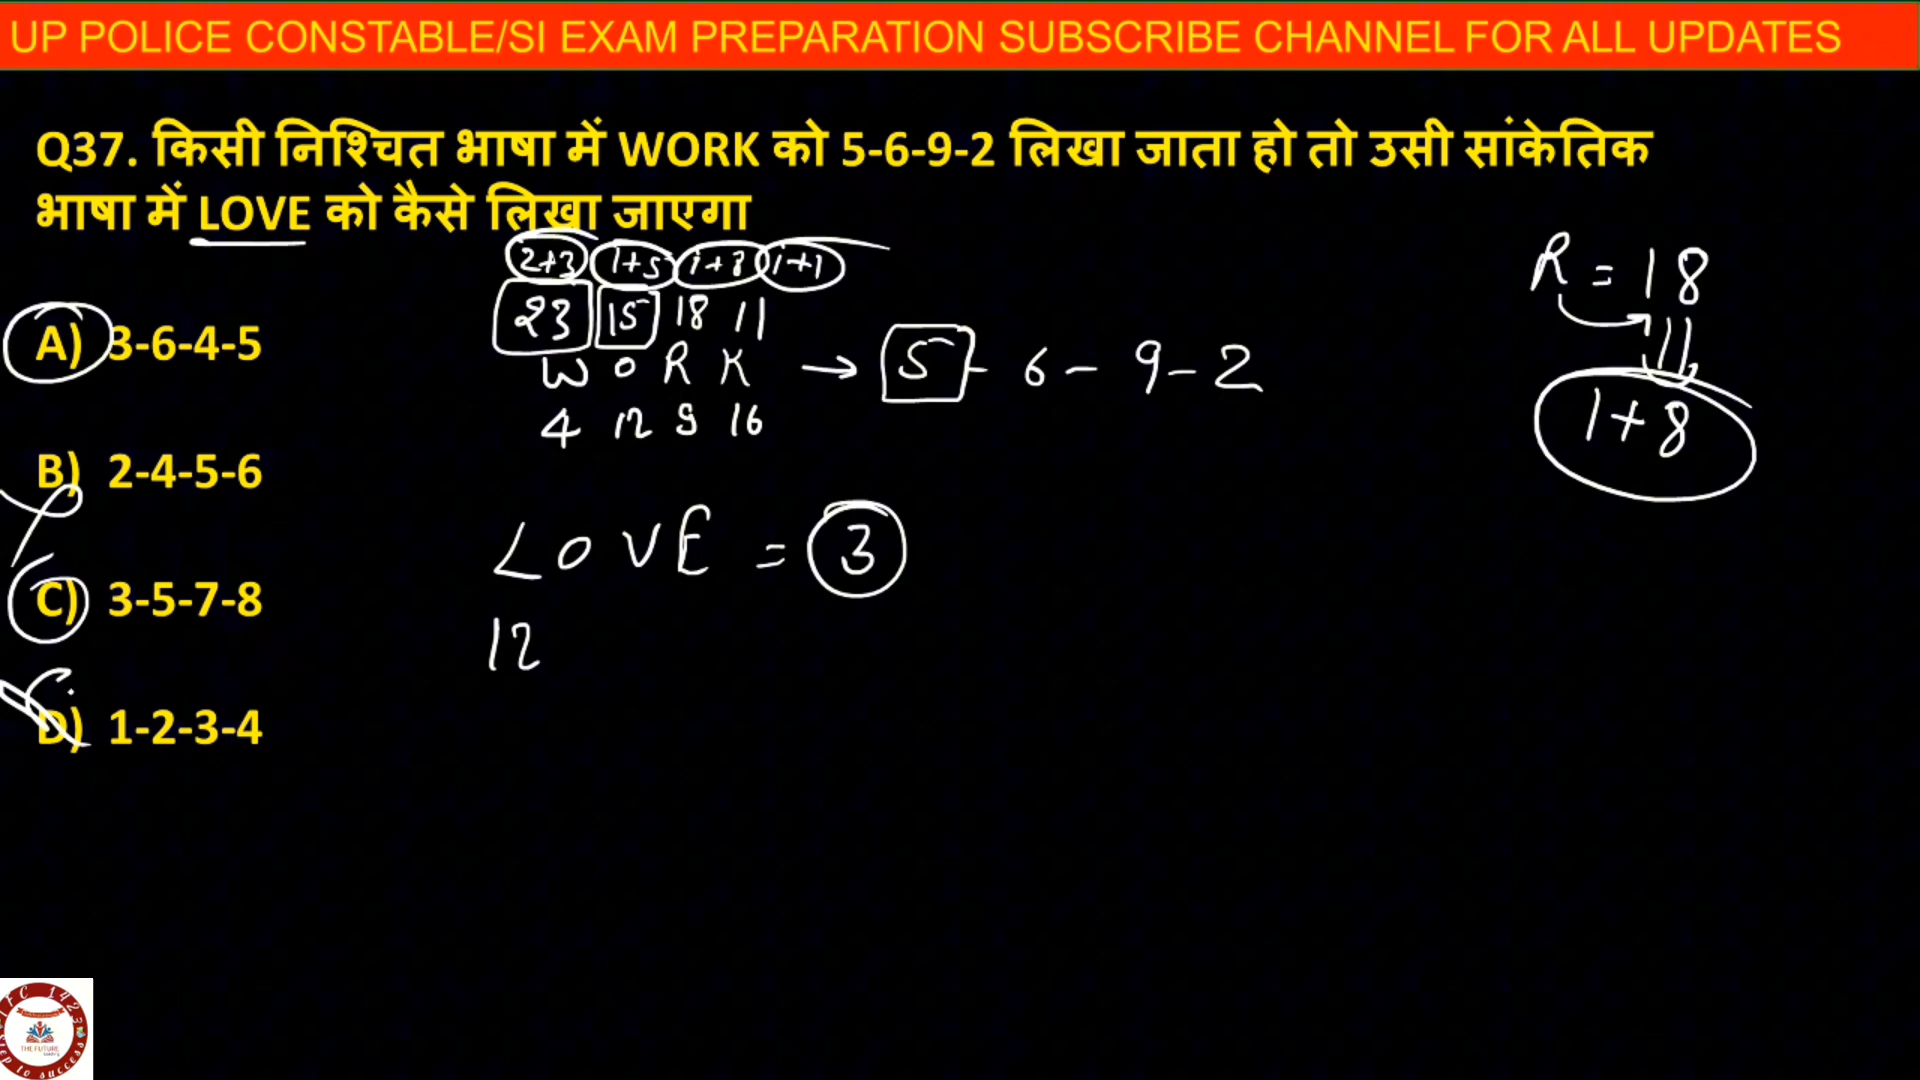 UP POLICE CONSTABLE/SI EXAM PREPARATION SUBSCRIBE CHANNEL FOR ALL UPDATES
Q37. किसी निश्चित भाषा में WORK को 5-6-9-2 लिखा जाता हो तो उसी सांकेतिक
भाषा में LOVE को कैसे लिखा जाएगा
A) 3-6-4-5
B) 2-4-5-6
C) 3-5-7-8
D) 1-2-3-4
2+3 1+5 1+8 1+1
23 15 18 11
W O R K → 5 - 6 - 9 - 2
4 12 9 16
LOVE = 3
12
R = 18
1+8
THE FUTURE